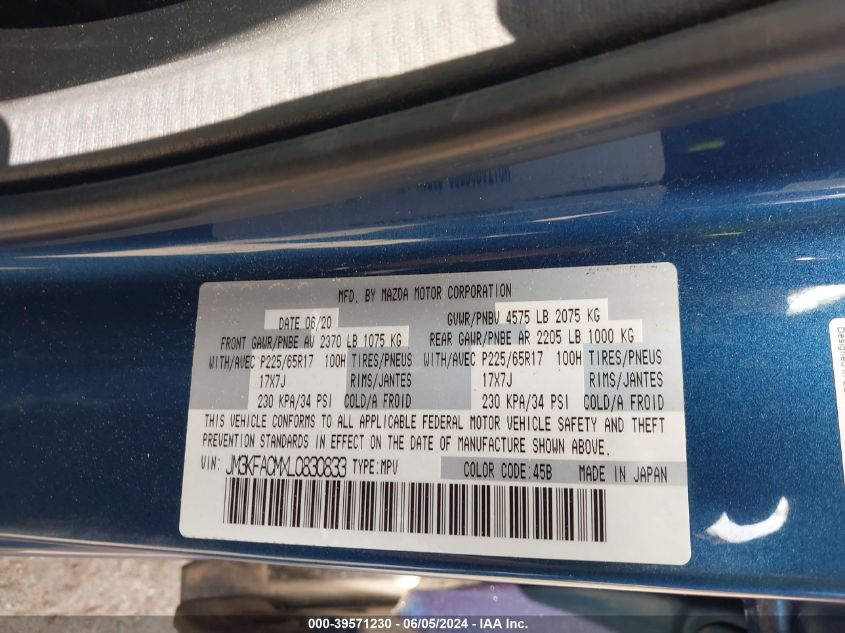 MFD. BY MAZDA MOTOR CORPORATION
DATE 06/20 GVWR/PNBV 4575 LB 2075 KG
FRONT GAWR/PNBE AV 2370 LB 1075 KG REAR GAWR/PNBE AR 2205 LB 1000 KG
WITH/AVEC P225/65R17 100H TIRES/PNEUS WITH/AVEC P225/65R17 100H TIRES/PNEUS
17X7J RIMS/JANTES 17X7J RIMS/JANTES
230 KPA/34 PSI COLD/A FROID 230 KPA/34 PSI COLD/A FROID
THIS VEHICLE CONFORMS TO ALL APPLICABLE FEDERAL MOTOR VEHICLE SAFETY AND THEFT
PREVENTION STANDARDS IN EFFECT ON THE DATE OF MANUFACTURE SHOWN ABOVE.
VIN: JM3KFACMXL0830833 TYPE:MPV COLOR CODE:45B MADE IN JAPAN
000-39571230 - 06/05/2024 - IAA Inc.